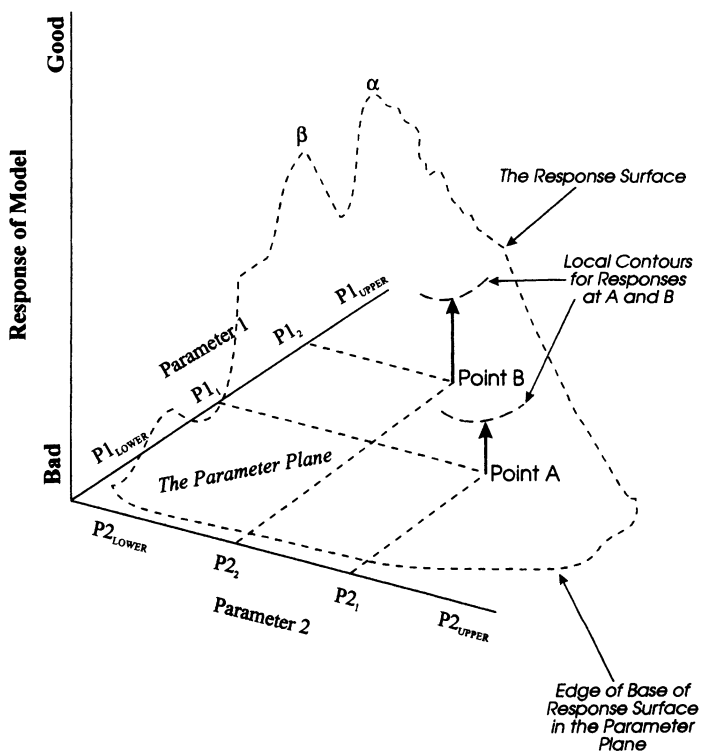 Good
Response of Model
Bad
α
β
The Response Surface
Local Contours
for Responses
at A and B
P1UPPER
P12
Parameter 1
P11
P1LOWER
Point B
Point A
The Parameter Plane
P2LOWER
P22
P21
P2UPPER
Parameter 2
Edge of Base of
Response Surface
in the Parameter
Plane